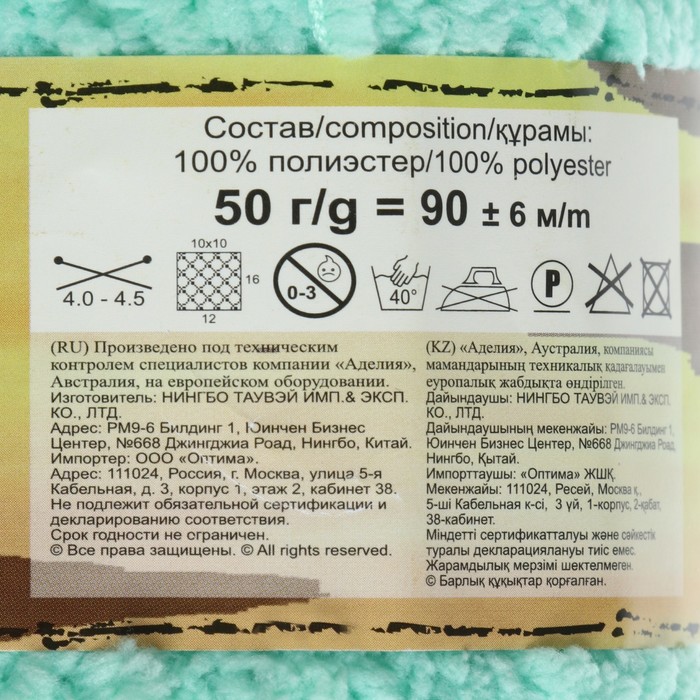 Состав/composition/құрамы:
100% полиэстер/100% polyester
50 г/g = 90 ± 6 м/m
4.0 - 4.5
10x10
16
12
0-3
40°
P
(RU) Произведено под техническим
контролем специалистов компании «Аделия»,
Австралия, на европейском оборудовании.
Изготовитель: НИНГБО ТАУВЭЙ ИМП.& ЭКСП.
КО., ЛТД.
Адрес: РМ9-6 Билдинг 1, Юинчен Бизнес
Центер, №668 Джингджиа Роад, Нингбо, Китай.
Импортер: ООО «Оптима».
Адрес: 111024, Россия, г. Москва, улица 5-я
Кабельная, д. 3, корпус 1, этаж 2, кабинет 38.
Не подлежит обязательной сертификации и
декларированию соответствия.
Срок годности не ограничен.
© Все права защищены. © All rights reserved.
(KZ) «Аделия», Аустралия, компаниясы
мамандарының техникалық қадағалауымен
еуропалық жабдықта өндірілген.
Дайындаушы: НИНГБО ТАУВЭЙ ИМП.& ЭКСП.
КО., ЛТД.
Дайындаушының мекенжайы: РМ9-6 Билдинг 1,
Юинчен Бизнес Центер, №668 Джингджиа Роад,
Нингбо, Қытай.
Импорттаушы: «Оптима» ЖШҚ.
Мекенжайы: 111024, Ресей, Москва қ.,
5-ші Кабельная к-сі, 3 үй, 1-корпус, 2-қабат,
38-кабинет.
Міндетті сертификатталуы және сәйкестік
туралы декларациялануы тиіс емес.
Жарамдылық мерзімі шектелмеген.
© Барлық құқықтар қорғалған.